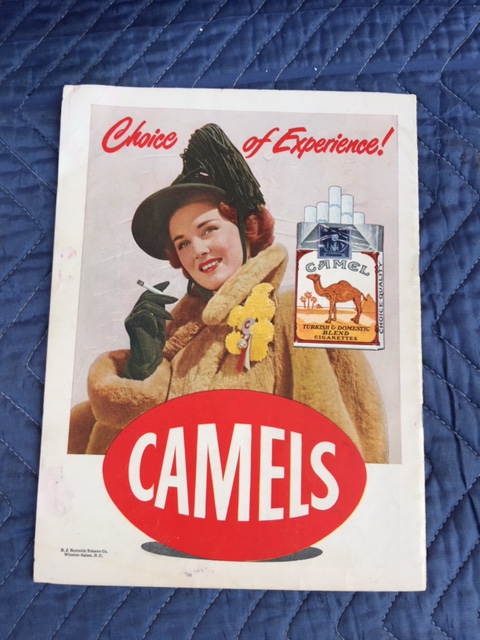 Choice of Experience!
CAMEL
TURKISH & DOMESTIC
BLEND
CIGARETTES
CHOICE QUALITY
CAMELS
R. J. Reynolds Tobacco Co.
Winston-Salem, N. C.